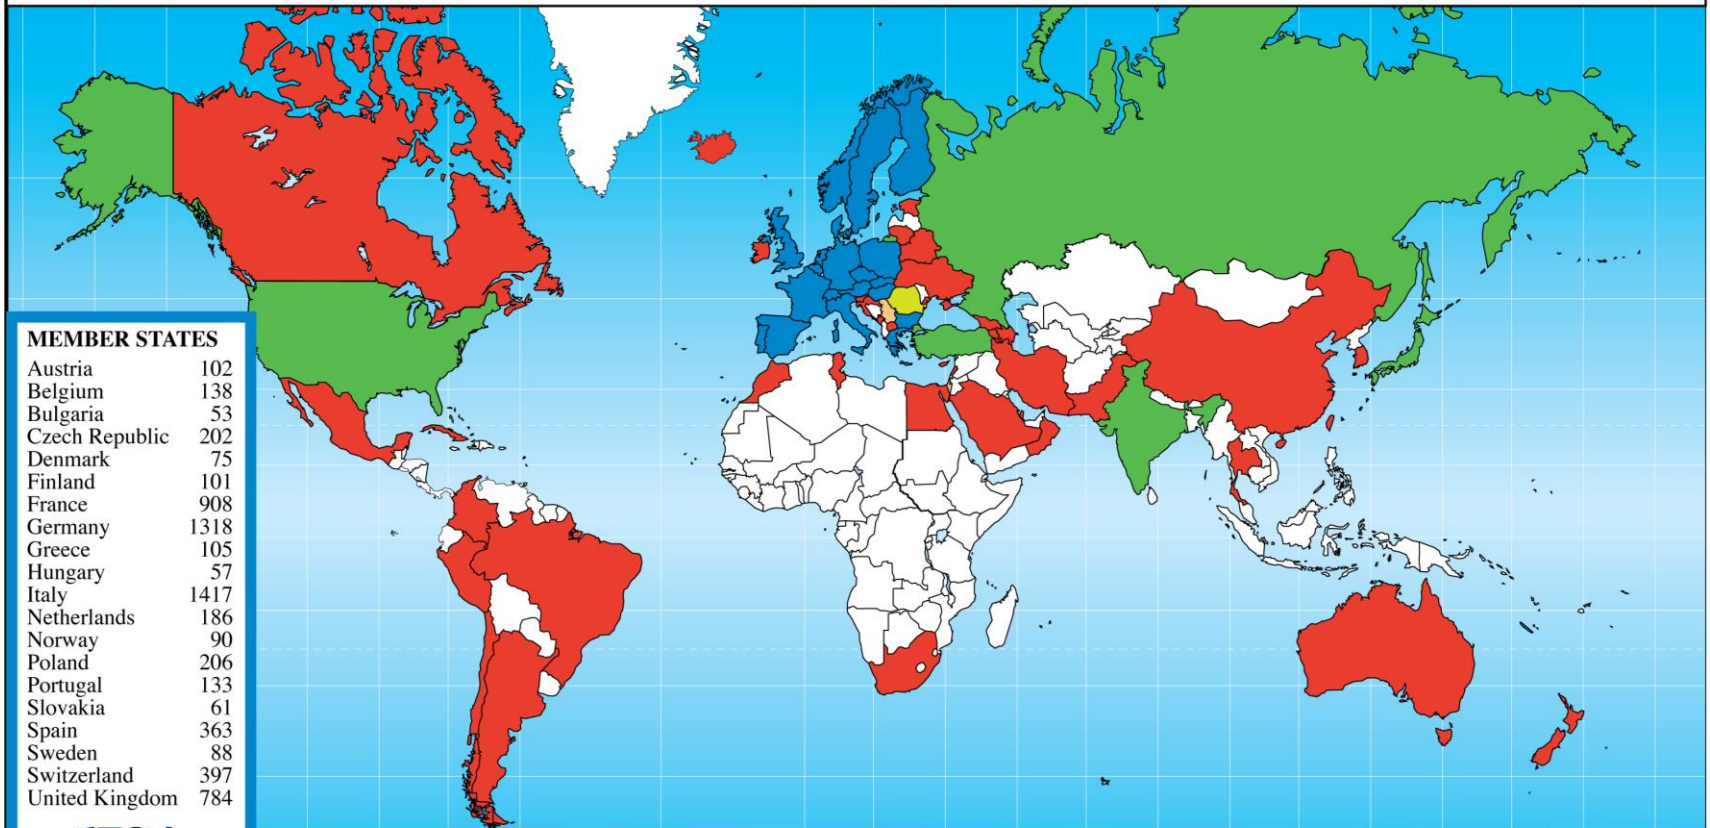 MEMBER STATES
Austria 102
Belgium 138
Bulgaria 53
Czech Republic 202
Denmark 75
Finland 101
France 908
Germany 1318
Greece 105
Hungary 57
Italy 1417
Netherlands 186
Norway 90
Poland 206
Portugal 133
Slovakia 61
Spain 363
Sweden 88
Switzerland 397
United Kingdom 784